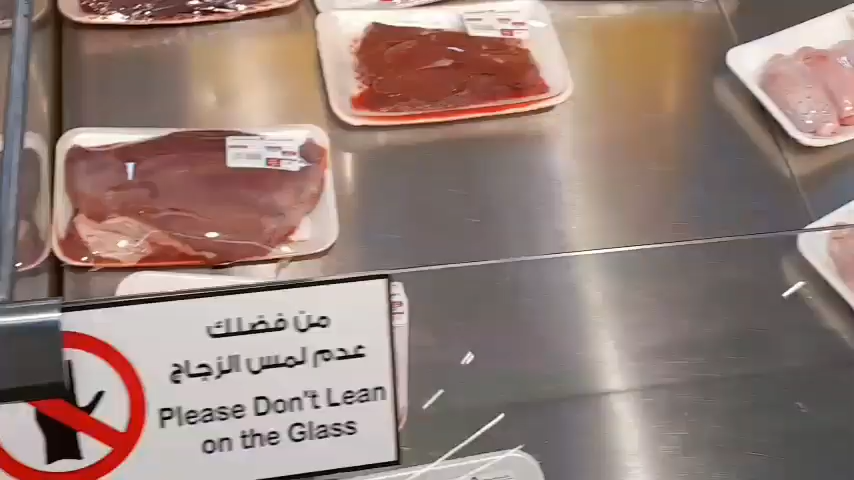 من فضلك
عدم لمس الزجاج
Please Don't Lean
on the Glass